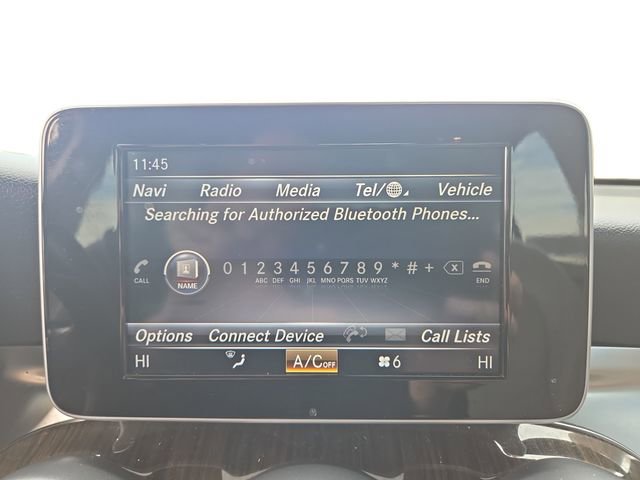 11:45
Navi Radio Media Tel/ Vehicle
Searching for Authorized Bluetooth Phones...
0 1 2 3 4 5 6 7 8 9 * # +
CALL NAME ABC DEF GHI JKL MNO PQRS TUV WXYZ END
Options Connect Device Call Lists
HI A/C OFF 6 HI